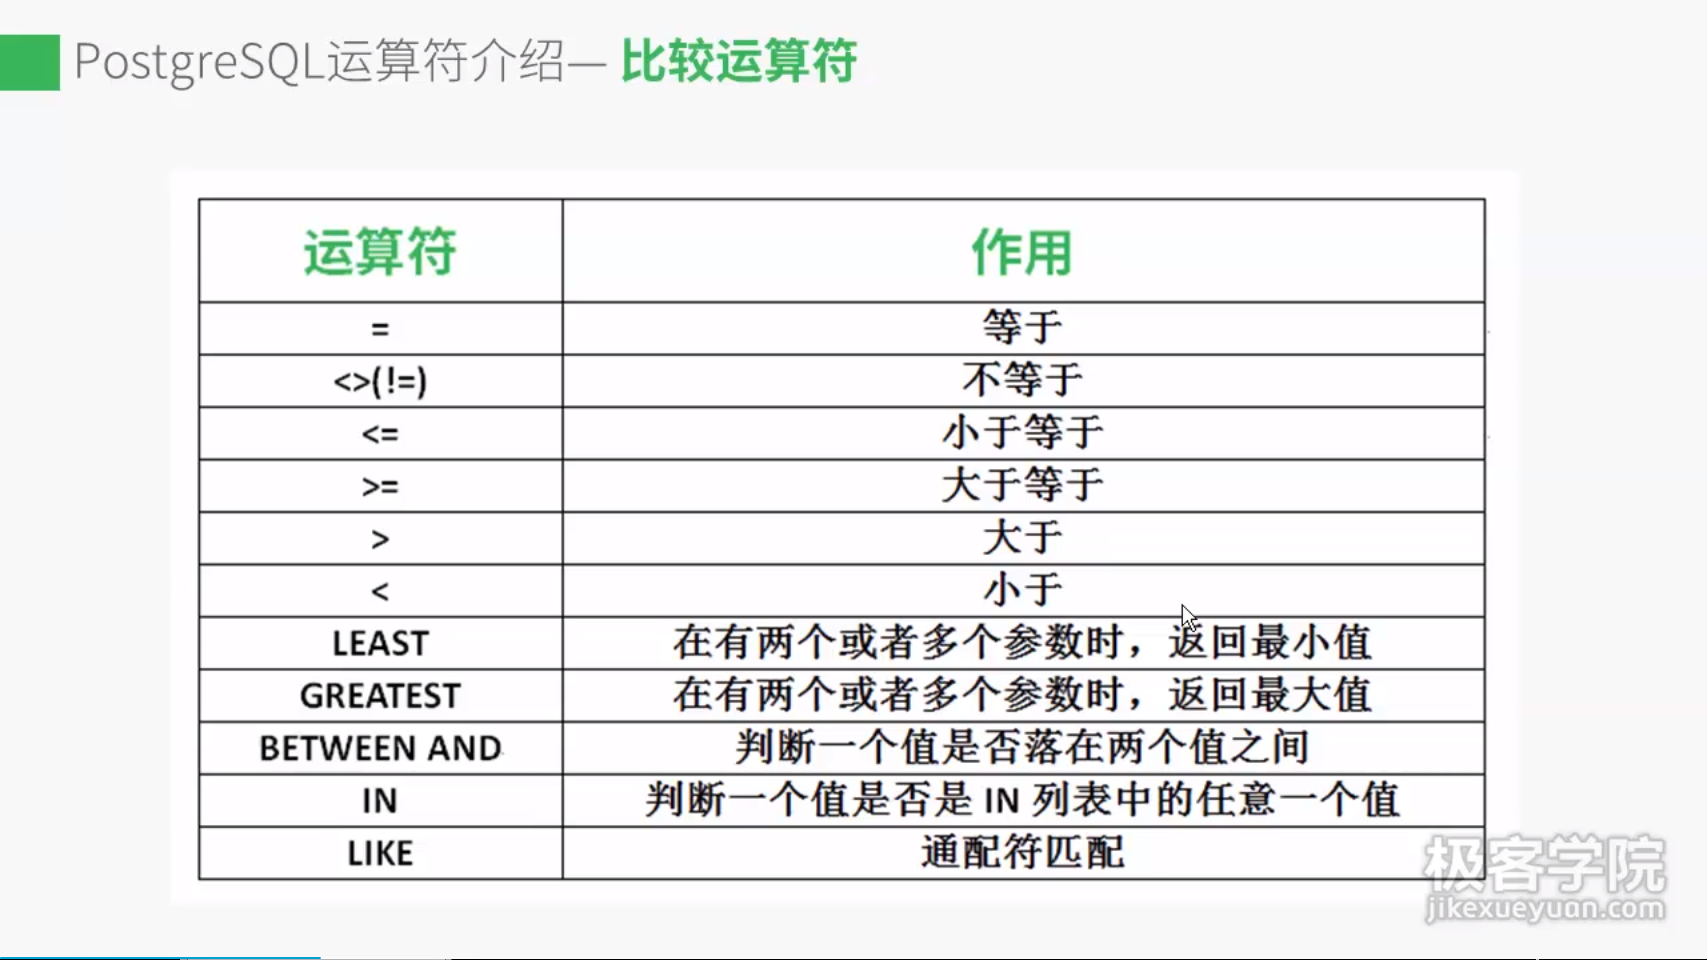 PostgreSQL运算符介绍— 比较运算符
运算符 作用
= 等于
<>(!=) 不等于
<= 小于等于
>= 大于等于
> 大于
< 小于
LEAST 在有两个或者多个参数时，返回最小值
GREATEST 在有两个或者多个参数时，返回最大值
BETWEEN AND 判断一个值是否落在两个值之间
IN 判断一个值是否是 IN 列表中的任意一个值
LIKE 通配符匹配
极客学院
jikexueyuan.com